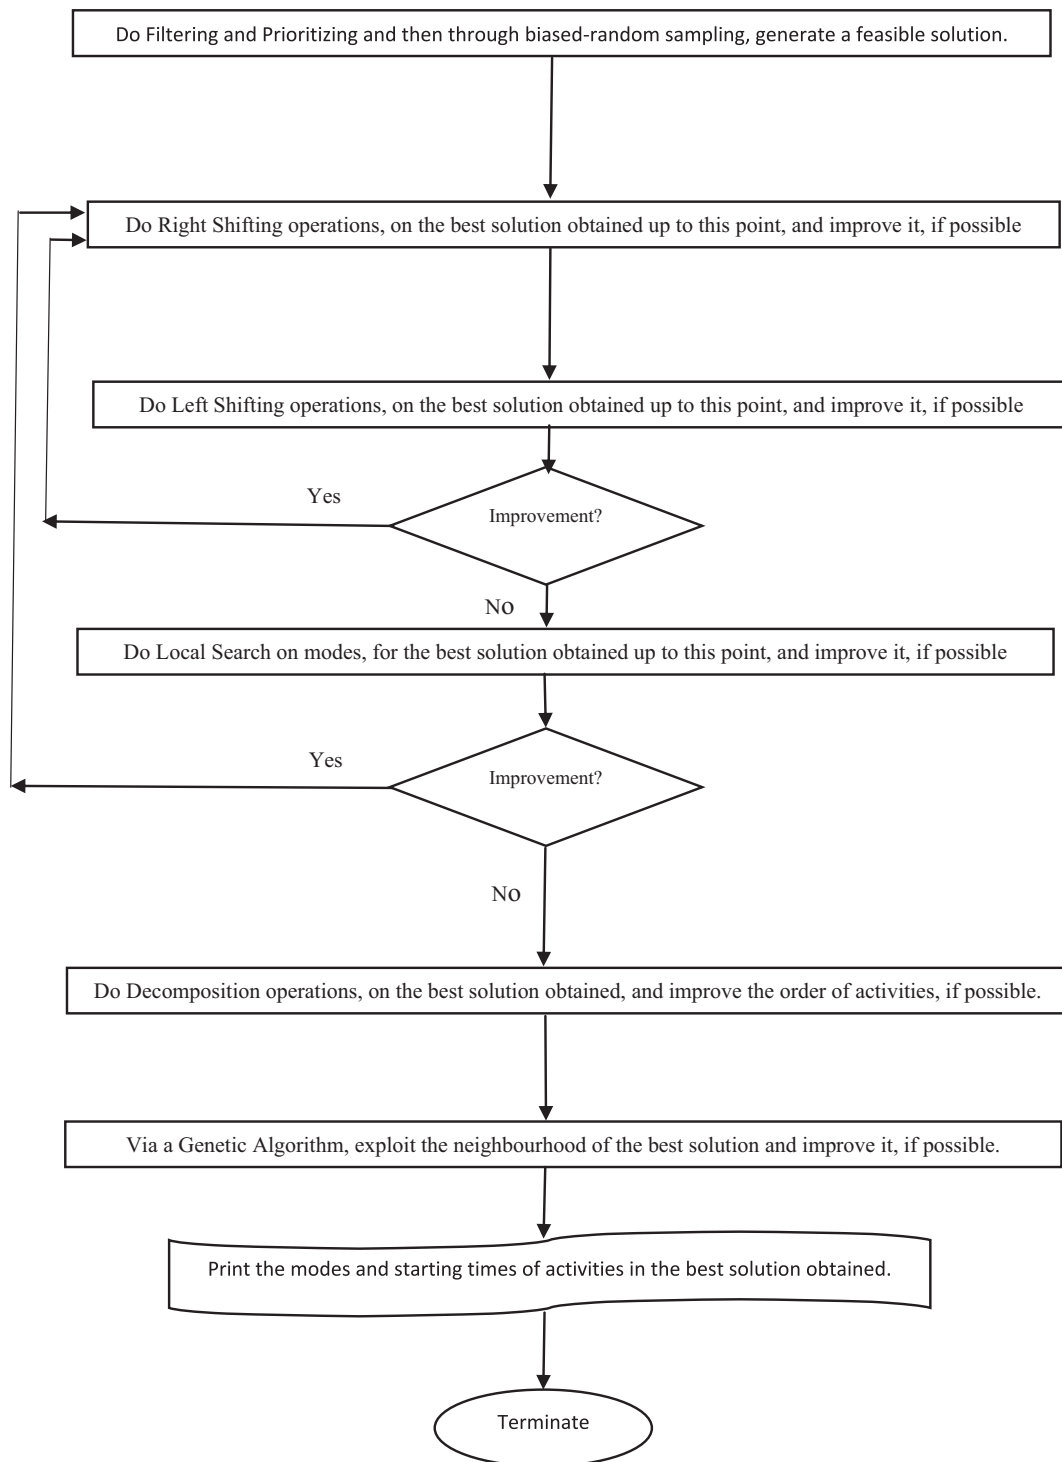 Do Filtering and Prioritizing and then through biased-random sampling, generate a feasible solution.
Do Right Shifting operations, on the best solution obtained up to this point, and improve it, if possible
Do Left Shifting operations, on the best solution obtained up to this point, and improve it, if possible
Yes
Improvement?
No
Do Local Search on modes, for the best solution obtained up to this point, and improve it, if possible
Yes
Improvement?
No
Do Decomposition operations, on the best solution obtained, and improve the order of activities, if possible.
Via a Genetic Algorithm, exploit the neighbourhood of the best solution and improve it, if possible.
Print the modes and starting times of activities in the best solution obtained.
Terminate